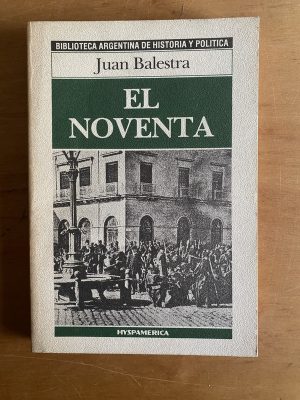 BIBLIOTECA ARGENTINA DE HISTORIA Y POLITICA
Juan Balestra
EL
NOVENTA
HYSPAMERICA